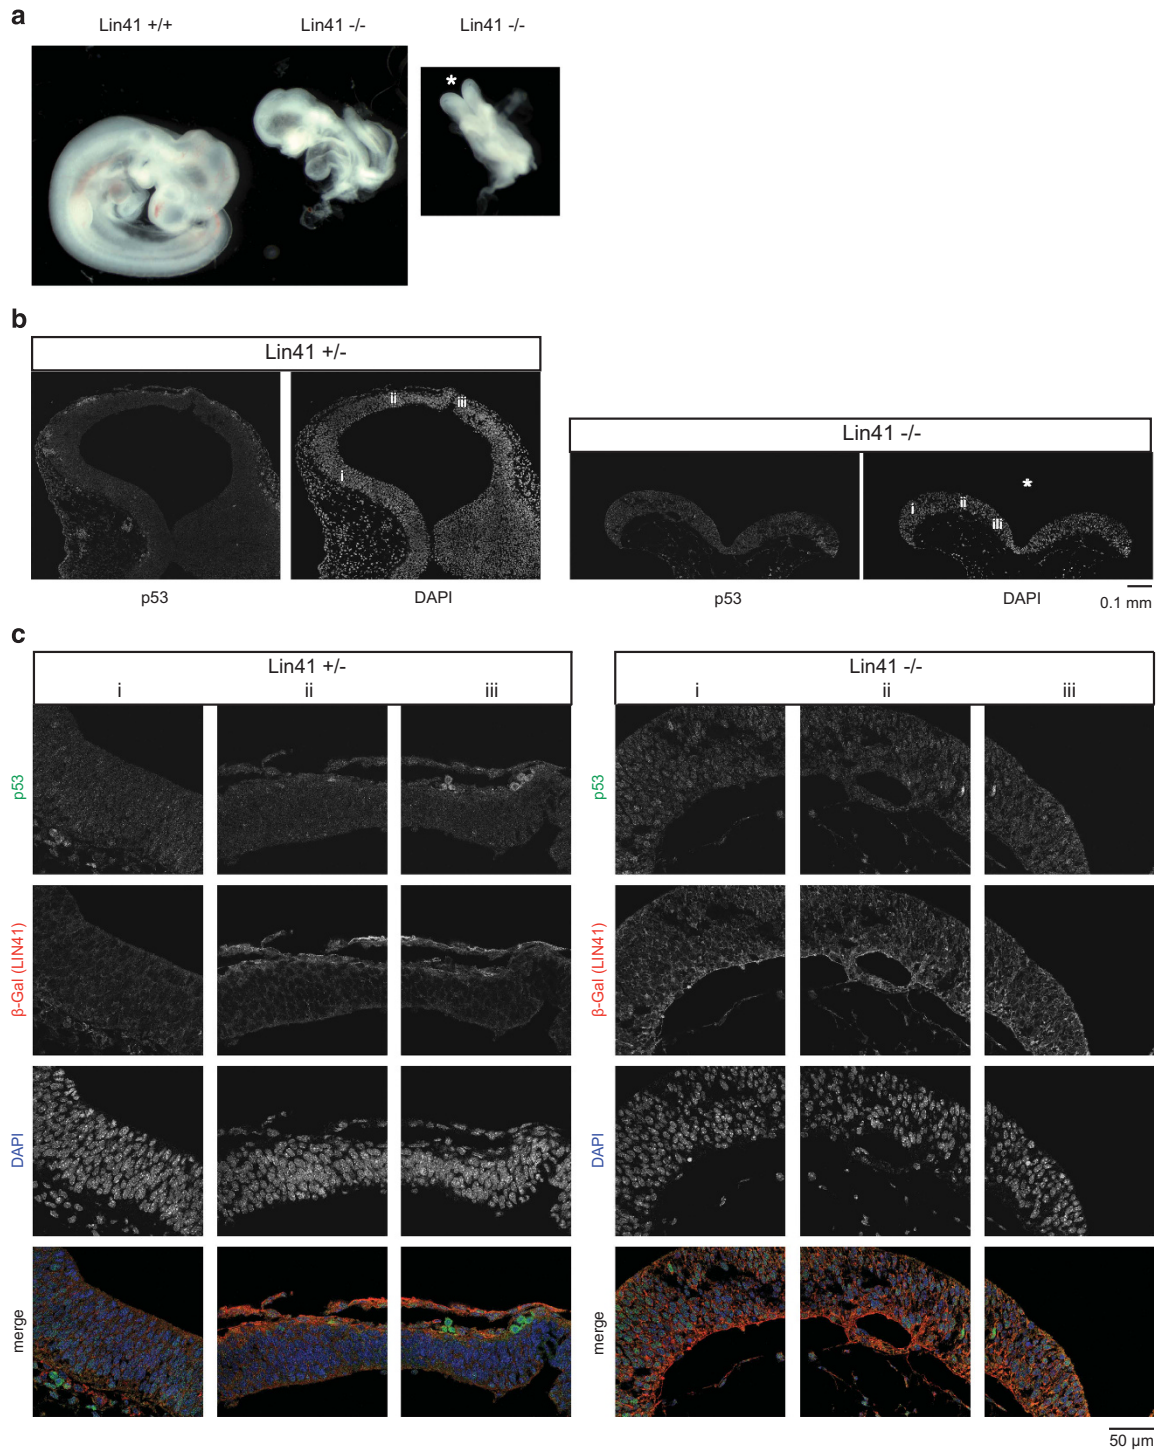 a
Lin41 +/+
Lin41 -/-
Lin41 -/-
*
b
Lin41 +/-
ii
iii
i
Lin41 -/-
*
i
ii
iii
p53
DAPI
p53
DAPI
0.1 mm
c
Lin41 +/-
i
ii
iii
Lin41 -/-
i
ii
iii
p53
p53
β-Gal (LIN41)
β-Gal (LIN41)
DAPI
DAPI
merge
merge
50 μm